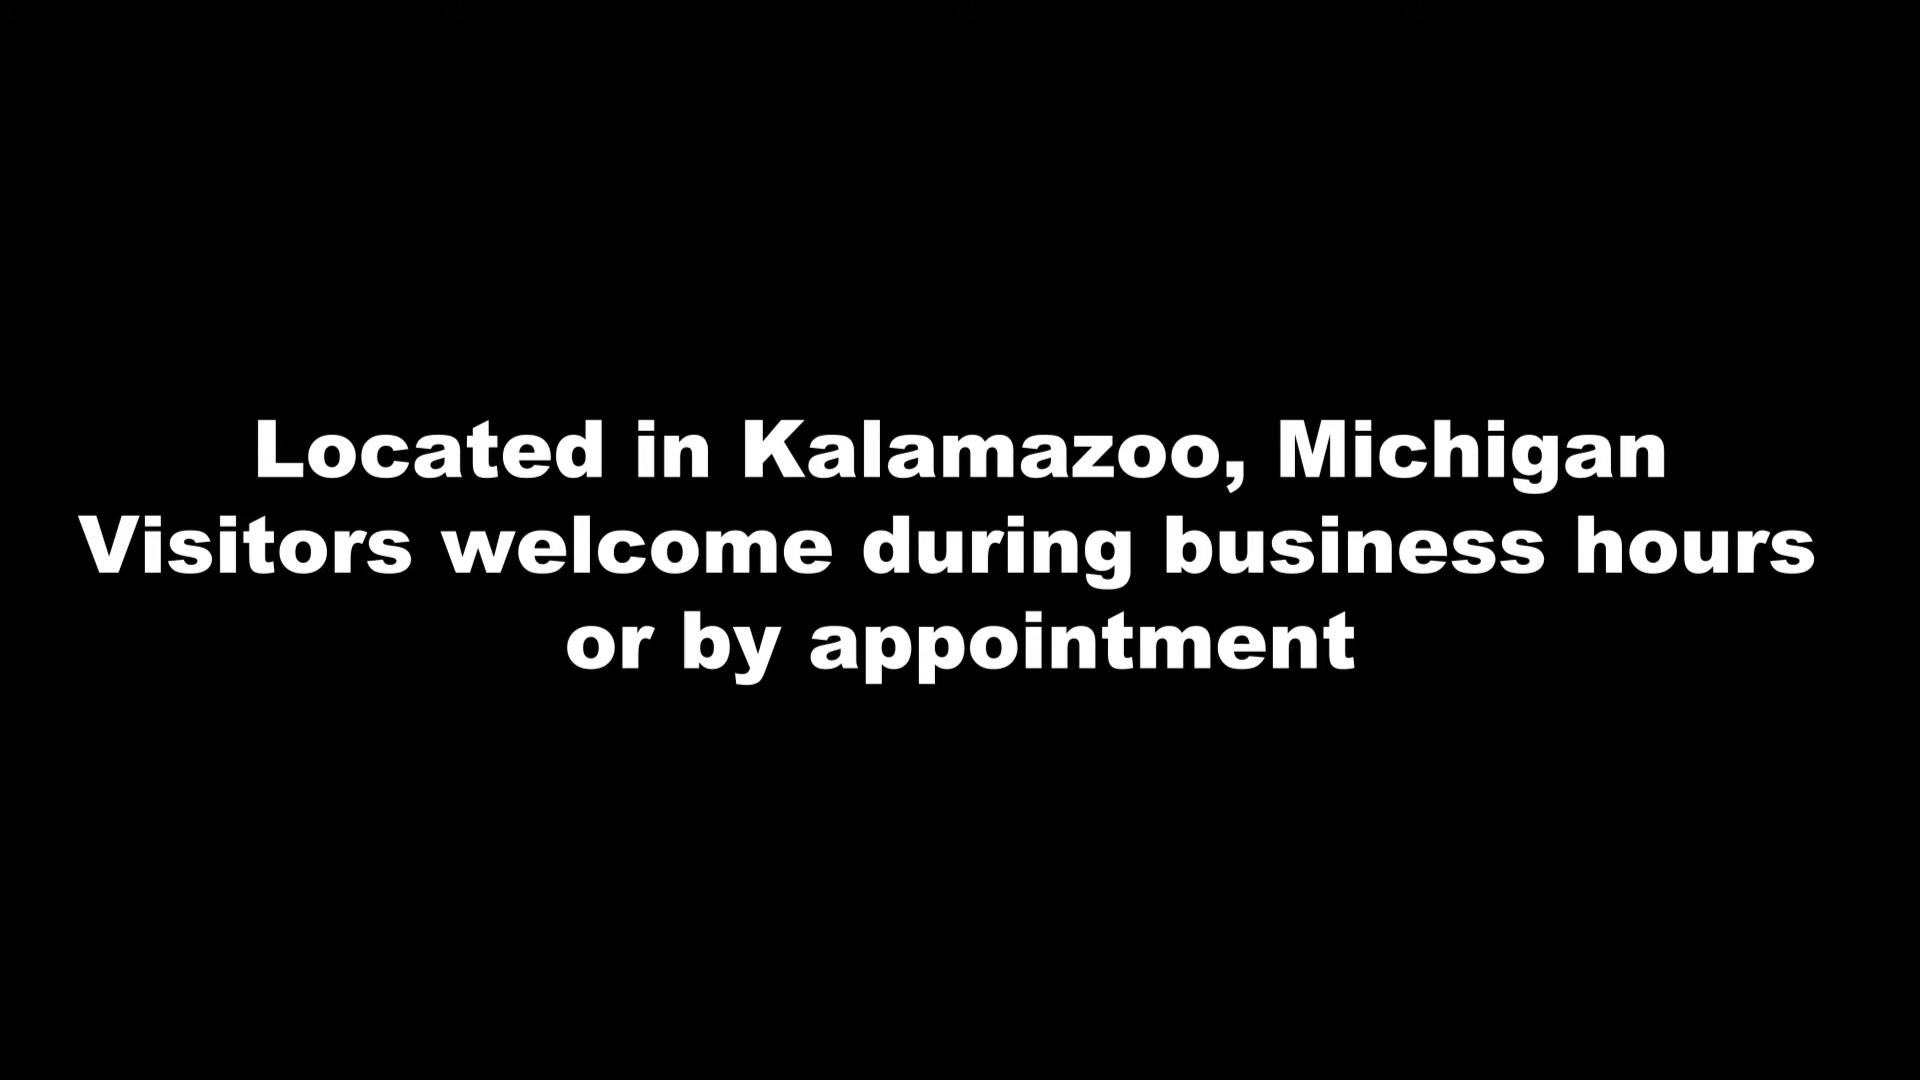 Located in Kalamazoo, Michigan
Visitors welcome during business hours
or by appointment